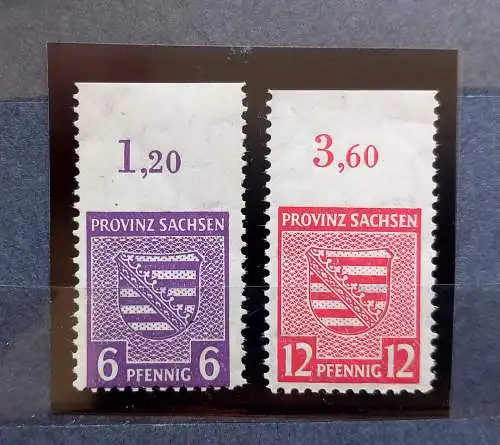 1,20
PROVINZ SACHSEN
6 6
PFENNIG
3,60
PROVINZ SACHSEN
12 12
PFENNIG